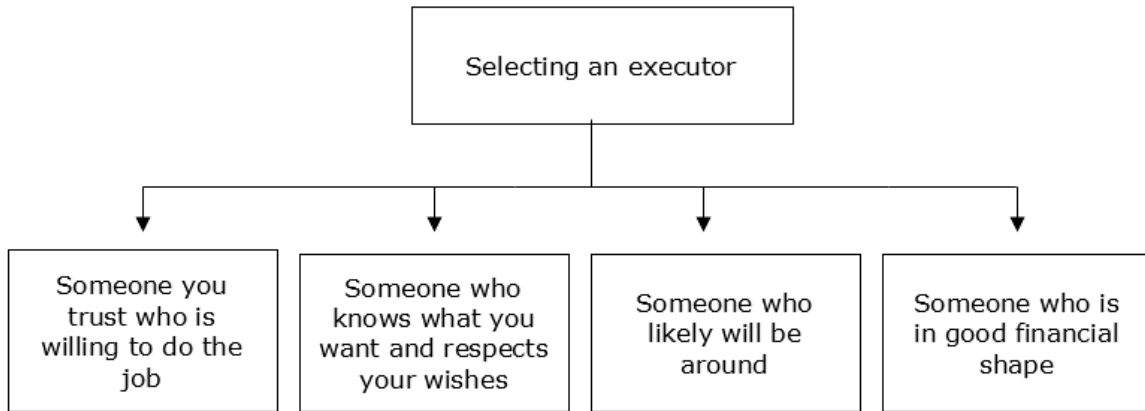 Selecting an executor
Someone you
trust who is
willing to do the
job
Someone who
knows what you
want and respects
your wishes
Someone who
likely will be
around
Someone who is
in good financial
shape